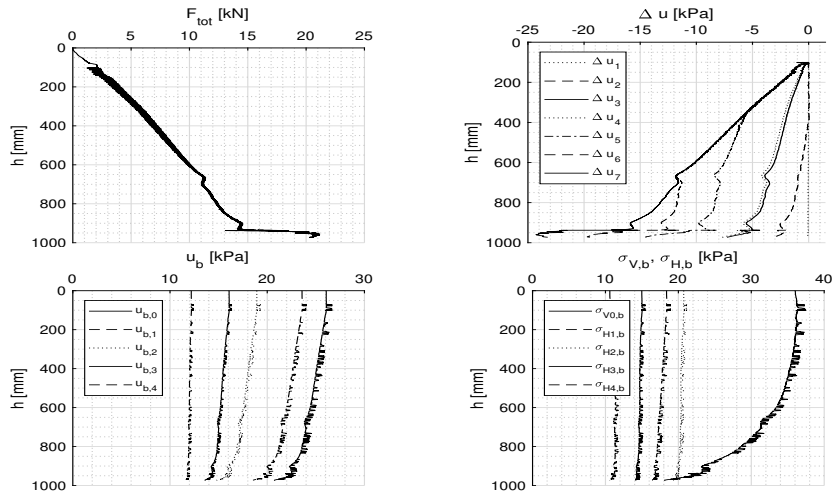 F_tot [kN]
0 5 10 15 20 25
0
200
400
600
800
1000
h [mm]
Δ u [kPa]
-25 -20 -15 -10 -5 0
0
200
400
600
800
1000
h [mm]
Δ u_1
Δ u_2
Δ u_3
Δ u_4
Δ u_5
Δ u_6
Δ u_7
u_b [kPa]
0 10 20 30
0
200
400
600
800
1000
h [mm]
u_b,0
u_b,1
u_b,2
u_b,3
u_b,4
σ_V,b, σ_H,b [kPa]
0 10 20 30 40
0
200
400
600
800
1000
h [mm]
σ_V0,b
σ_H1,b
σ_H2,b
σ_H3,b
σ_H4,b